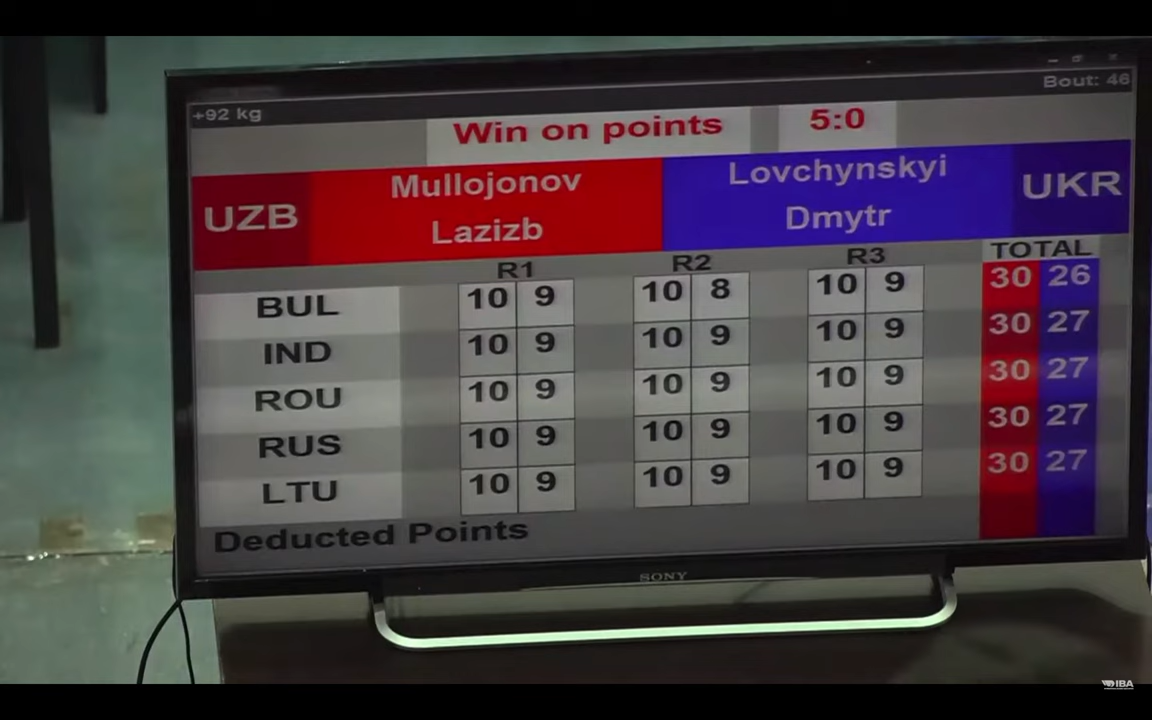 +92 kg
Bout: 46
Win on points 5:0
UZB Mullojonov Lazizb
Lovchynskyi Dmytr UKR
R1 R2 R3 TOTAL
BUL 10 9 10 8 10 9 30 26
IND 10 9 10 9 10 9 30 27
ROU 10 9 10 9 10 9 30 27
RUS 10 9 10 9 10 9 30 27
LTU 10 9 10 9 10 9 30 27
Deducted Points
SONY
IBA